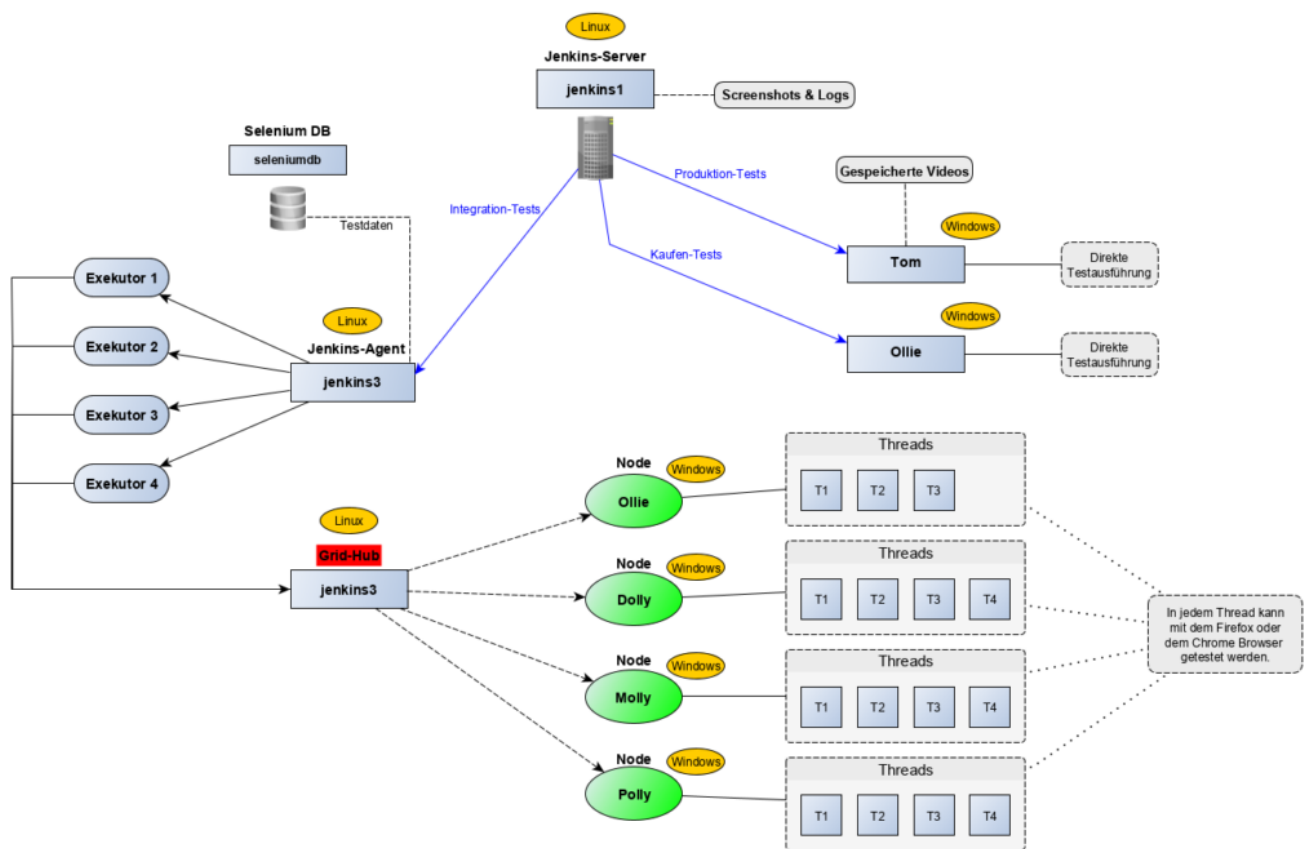 Linux
Jenkins-Server
jenkins1
Screenshots & Logs
Selenium DB
seleniumdb
Testdaten
Integration-Tests
Produktion-Tests
Kaufen-Tests
Gespeicherte Videos
Windows
Tom
Direkte
Testausführung
Windows
Ollie
Direkte
Testausführung
Exekutor 1
Exekutor 2
Exekutor 3
Exekutor 4
Linux
Jenkins-Agent
jenkins3
Linux
Grid-Hub
jenkins3
Node
Windows
Ollie
Threads
T1 T2 T3
Node
Windows
Dolly
Threads
T1 T2 T3 T4
Node
Windows
Molly
Threads
T1 T2 T3 T4
Node
Windows
Polly
Threads
T1 T2 T3 T4
In jedem Thread kann
mit dem Firefox oder
dem Chrome Browser
getestet werden.